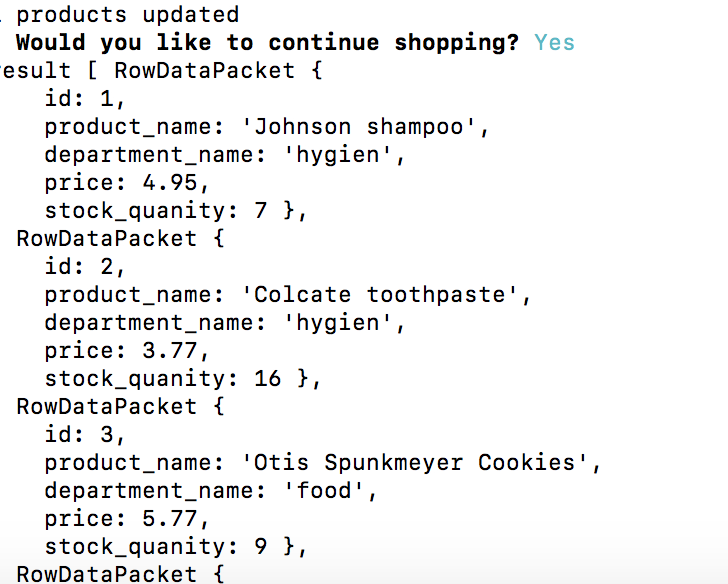 products updated
Would you like to continue shopping? Yes
result [ RowDataPacket {
id: 1,
product_name: 'Johnson shampoo',
department_name: 'hygien',
price: 4.95,
stock_quanity: 7 },
RowDataPacket {
id: 2,
product_name: 'Colcate toothpaste',
department_name: 'hygien',
price: 3.77,
stock_quanity: 16 },
RowDataPacket {
id: 3,
product_name: 'Otis Spunkmeyer Cookies',
department_name: 'food',
price: 5.77,
stock_quanity: 9 },
RowDataPacket {